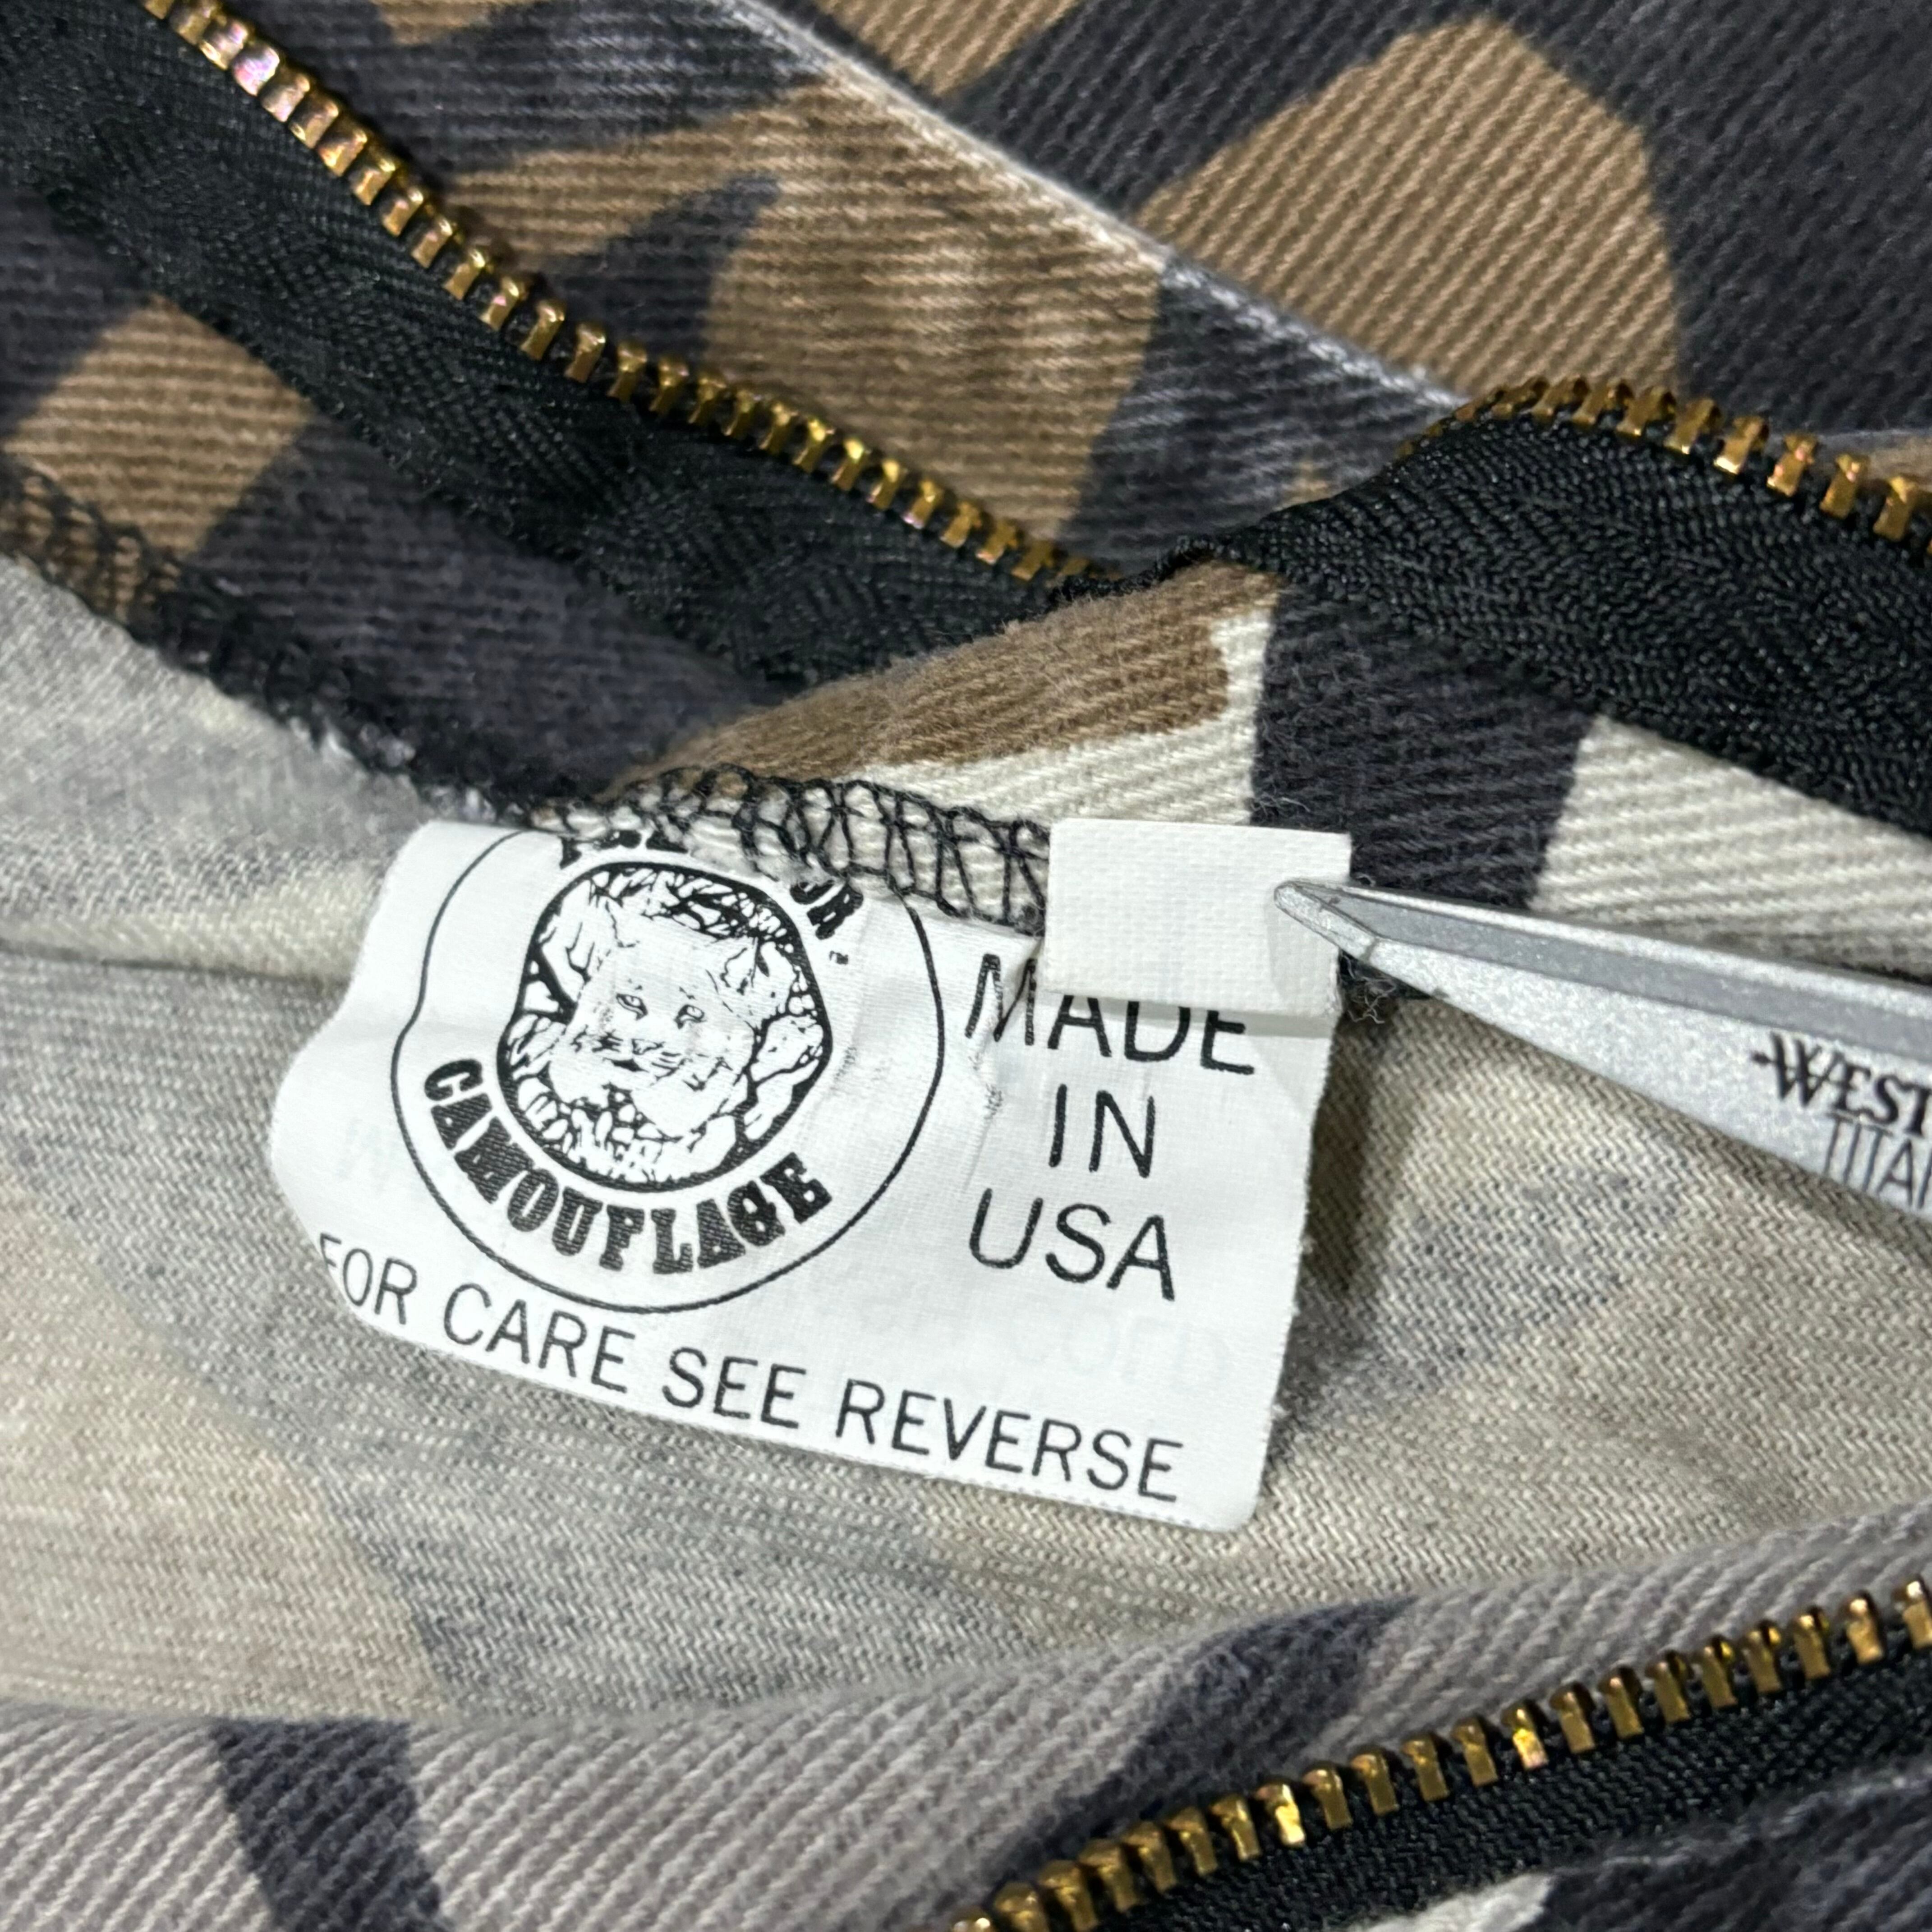 CAMOUFLAGE
MADE
IN
USA
FOR CARE SEE REVERSE
WEST